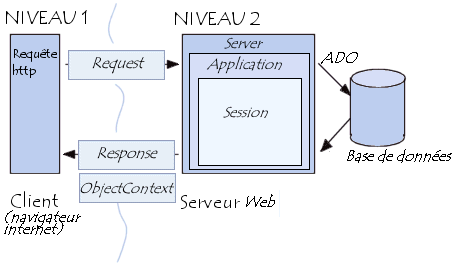 NIVEAU 1
NIVEAU 2
Requête
http
Request
Server
Application
Session
ADO
Response
ObjectContext
Base de données
Client
(navigateur
internet)
Serveur Web